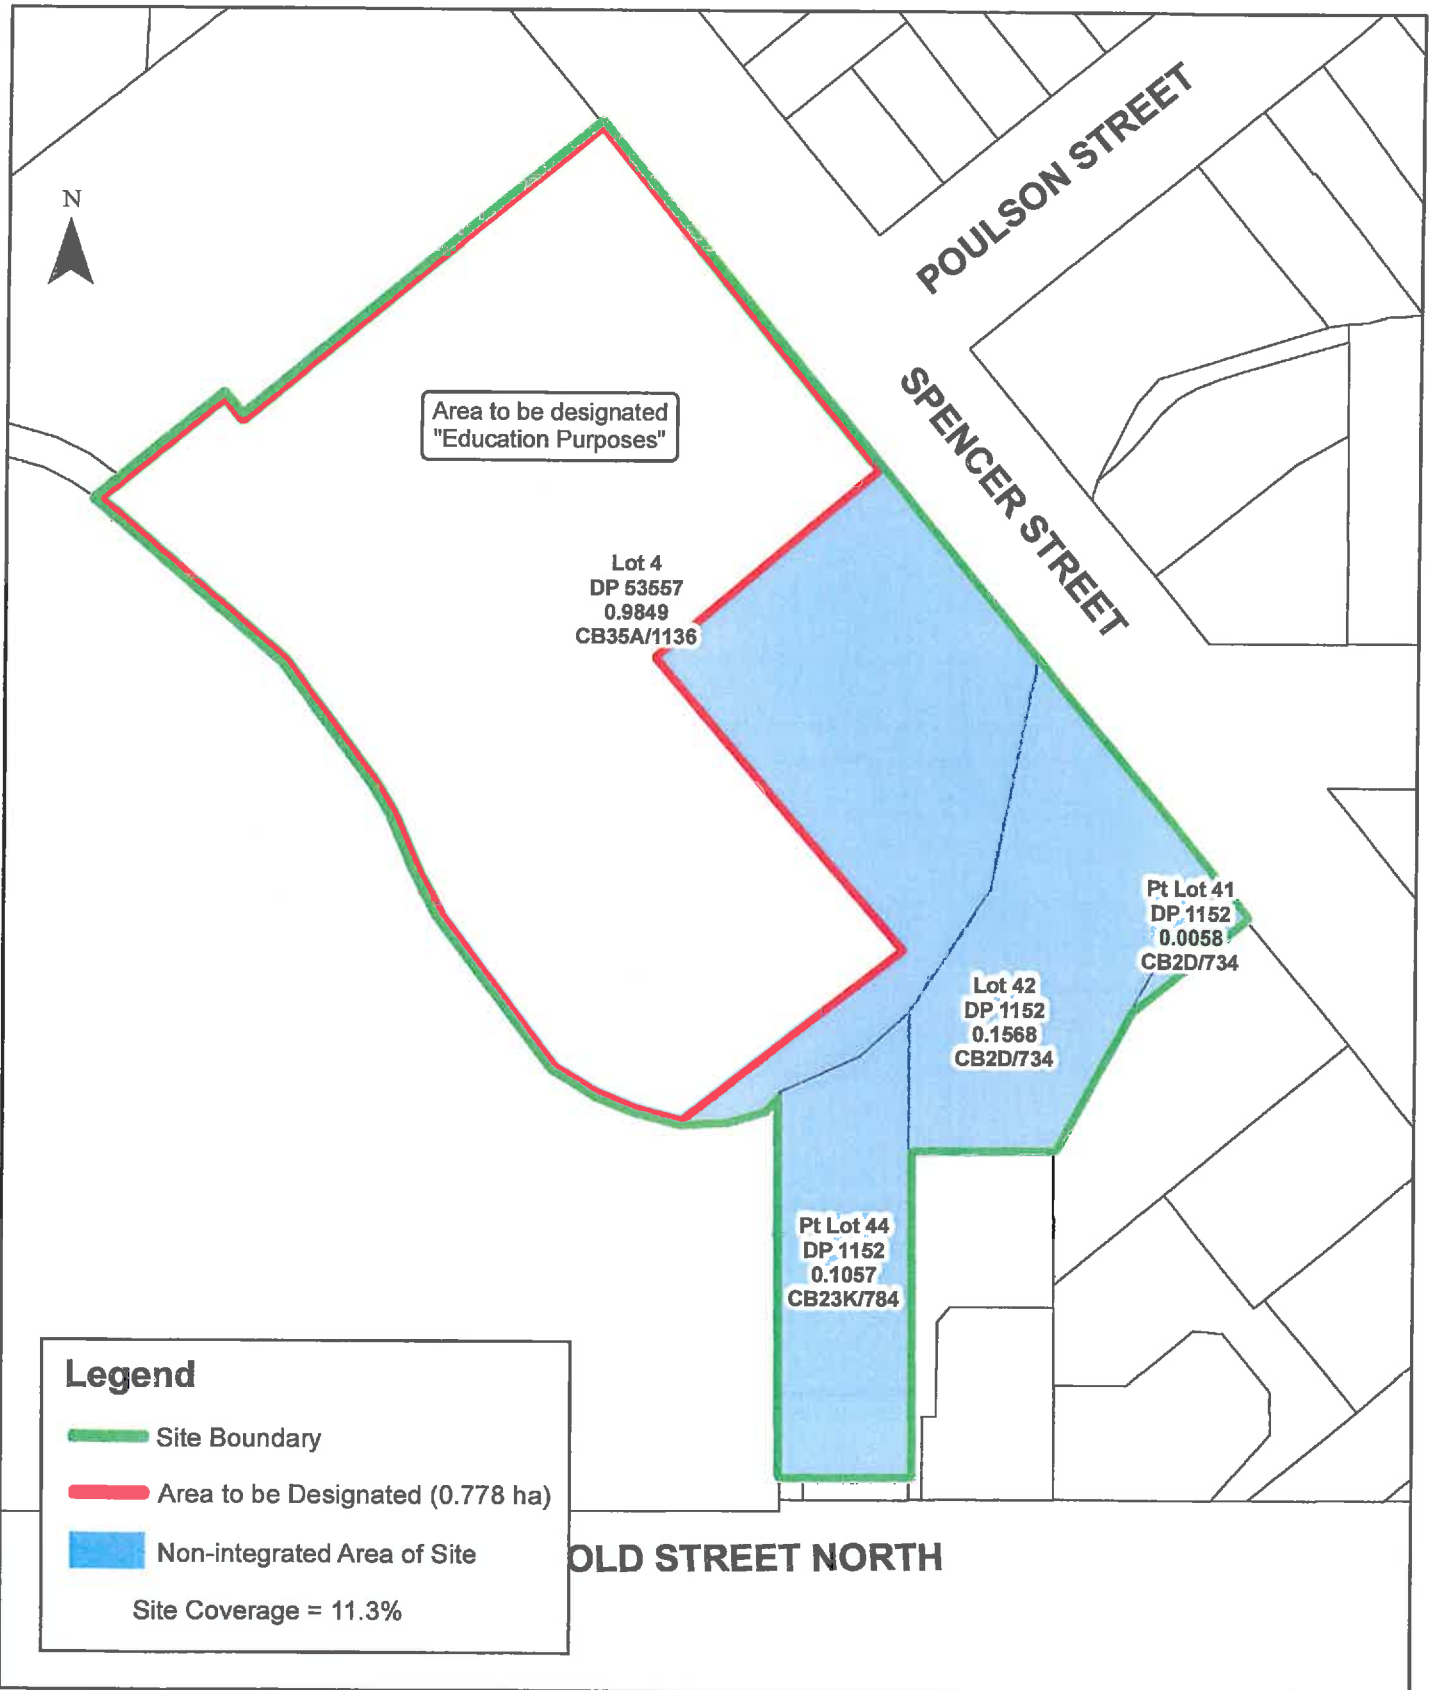 POULSON STREET
N
SPENCER STREET
Area to be designated
"Education Purposes"
Lot 4
DP 53557
0.9849
CB35A/1136
Pt Lot 41
DP 1152
0.0058
CB2D/734
Lot 42
DP 1152
0.1568
CB2D/734
Pt Lot 44
DP 1152
0.1057
CB23K/784
Legend
Site Boundary
Area to be Designated (0.778 ha)
Non-integrated Area of Site
Site Coverage = 11.3%
OLD STREET NORTH